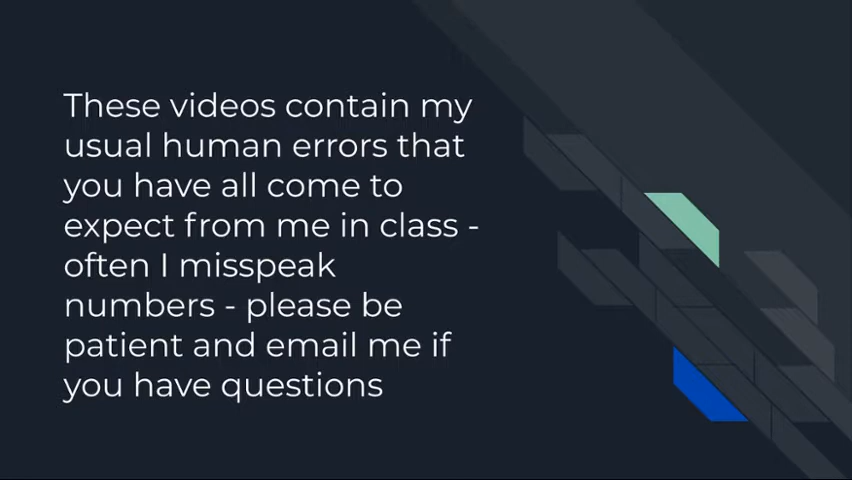 These videos contain my
usual human errors that
you have all come to
expect from me in class -
often I misspeak
numbers - please be
patient and email me if
you have questions